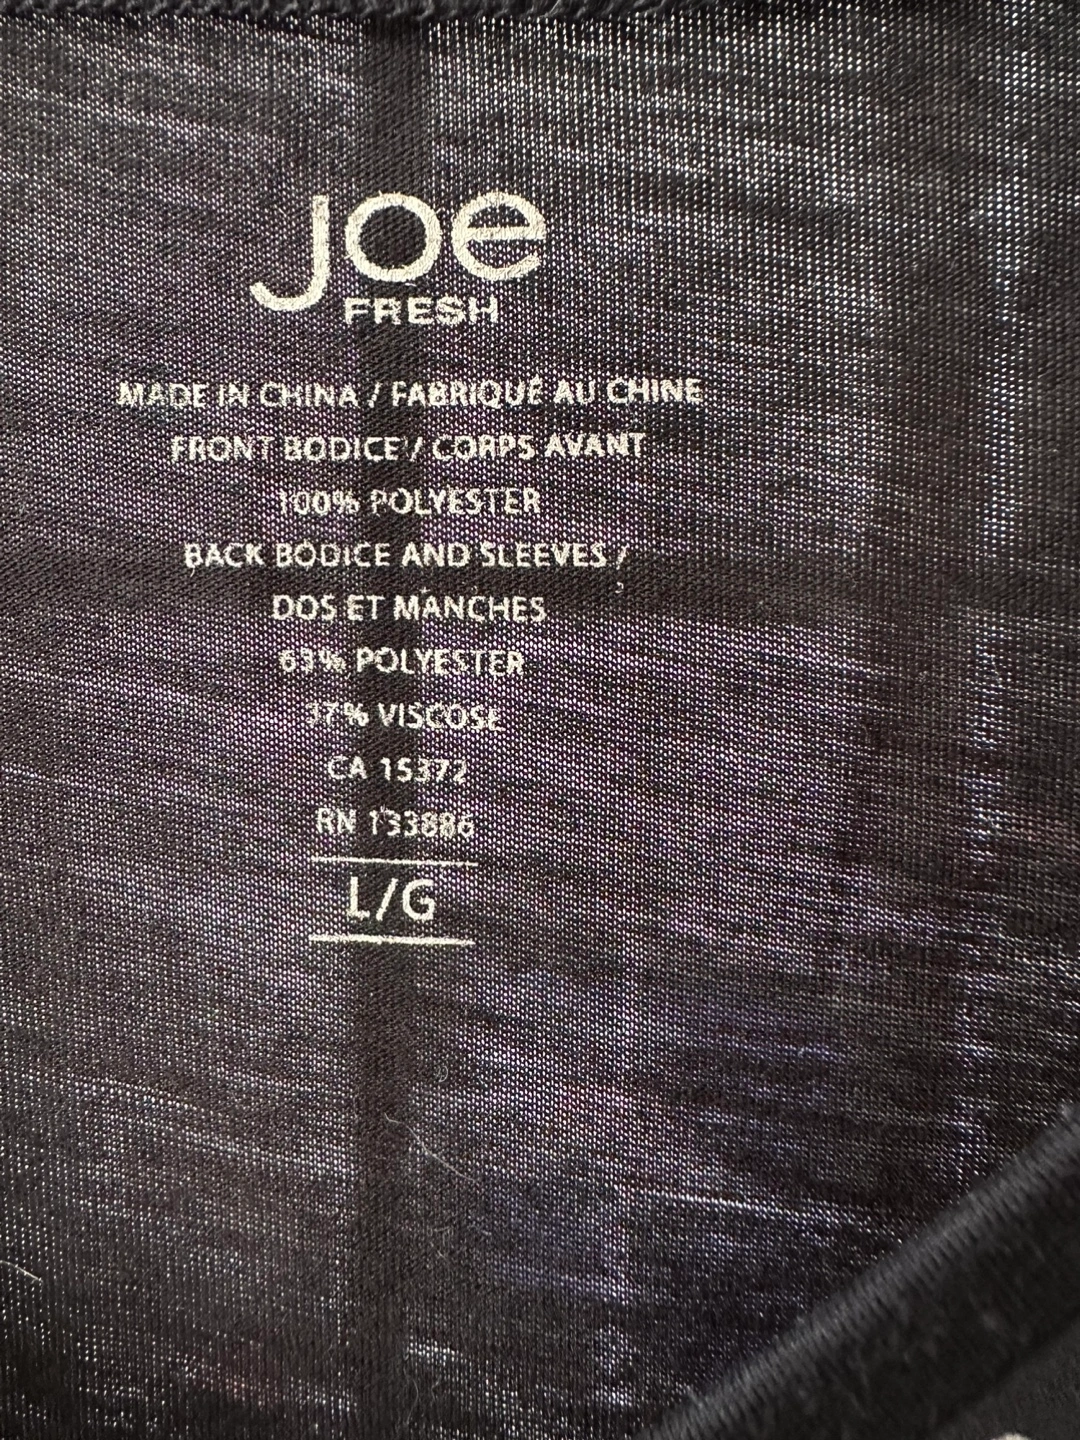 joe
FRESH
MADE IN CHINA / FABRIQUÉ AU CHINE
FRONT BODICE / CORPS AVANT
100% POLYESTER
BACK BODICE AND SLEEVES /
DOS ET MANCHES
63% POLYESTER
37% VISCOSE
CA 15372
RN 133886
L/G